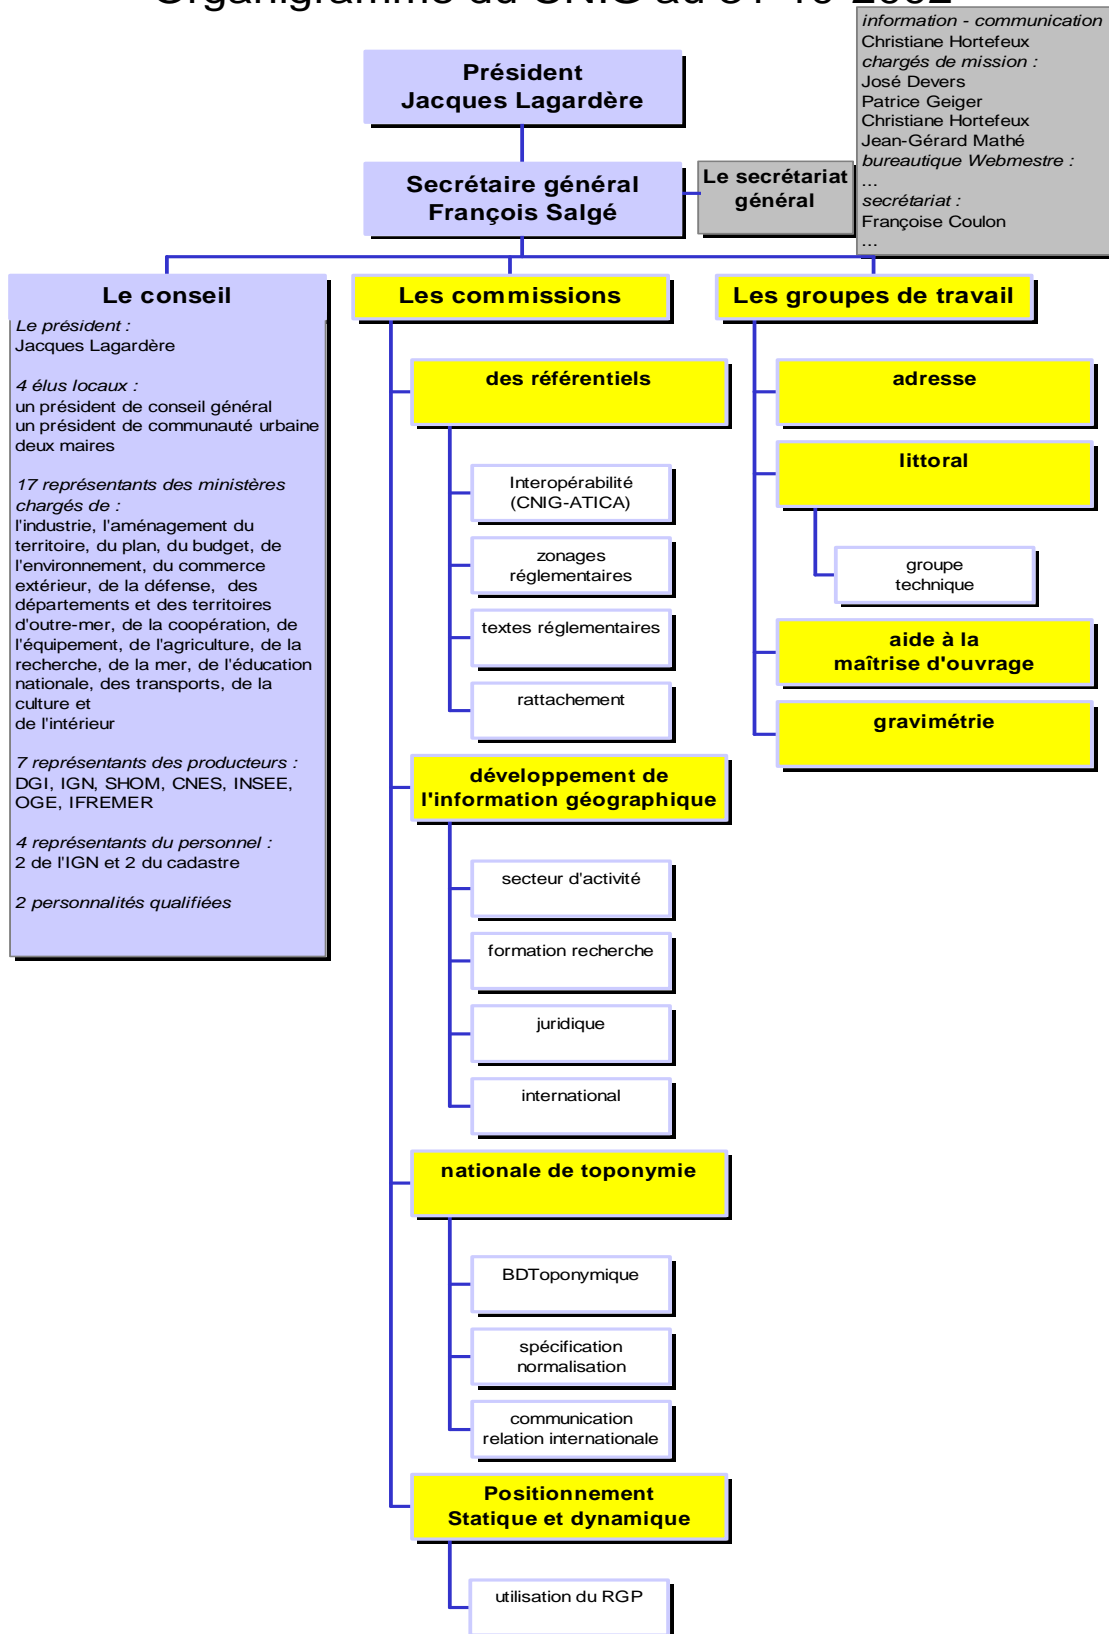 Organigramme du CNIG au 31-10-2002
information - communication
Christiane Hortefeux
chargés de mission :
José Devers
Patrice Geiger
Christiane Hortefeux
Jean-Gérard Mathé
bureautique Webmestre :
...
secrétariat :
Françoise Coulon
...
Président
Jacques Lagardère
Secrétaire général
François Salgé
Le secrétariat
général
Le conseil
Le président :
Jacques Lagardère
4 élus locaux :
un président de conseil général
un président de communauté urbaine
deux maires
17 représentants des ministères
chargés de :
l'industrie, l'aménagement du
territoire, du plan, du budget, de
l'environnement, du commerce
extérieur, de la défense, des
départements et des territoires
d'outre-mer, de la coopération, de
l'équipement, de l'agriculture, de la
recherche, de la mer, de l'éducation
nationale, des transports, de la
culture et
de l'intérieur
7 représentants des producteurs :
DGI, IGN, SHOM, CNES, INSEE,
OGE, IFREMER
4 représentants du personnel :
2 de l'IGN et 2 du cadastre
2 personnalités qualifiées
Les commissions
des référentiels
Interopérabilité
(CNIG-ATICA)
zonages
réglementaires
textes réglementaires
rattachement
développement de
l'information géographique
secteur d'activité
formation recherche
juridique
international
nationale de toponymie
BDToponymique
spécification
normalisation
communication
relation internationale
Positionnement
Statique et dynamique
utilisation du RGP
Les groupes de travail
adresse
littoral
groupe
technique
aide à la
maîtrise d'ouvrage
gravimétrie